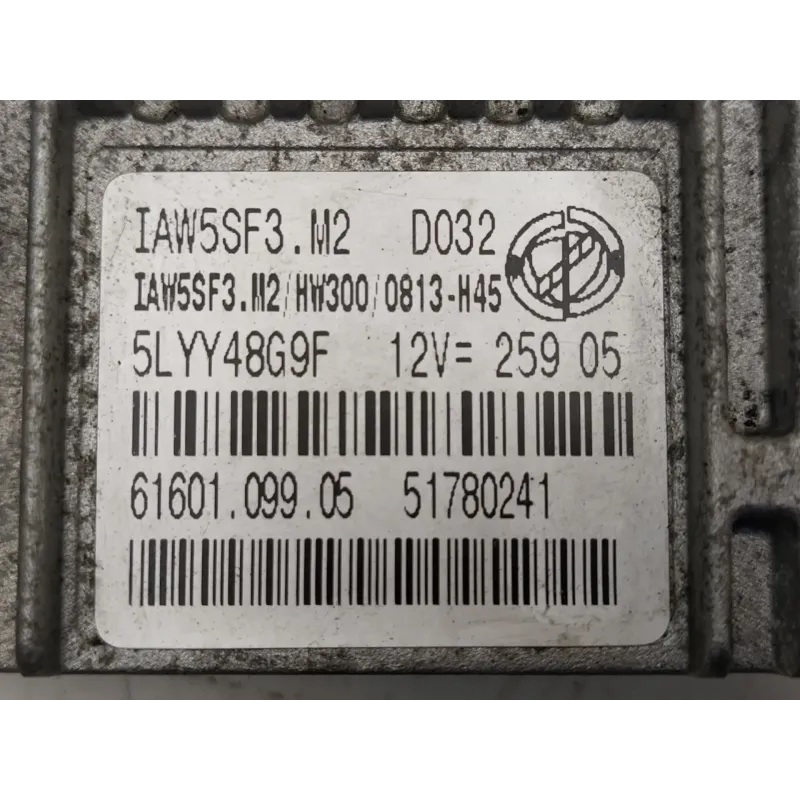 IAW5SF3.M2 D032
IAW5SF3.M2/HW300/0813-H45
5LYY48G9F 12V= 259 05
61601.099.05 51780241